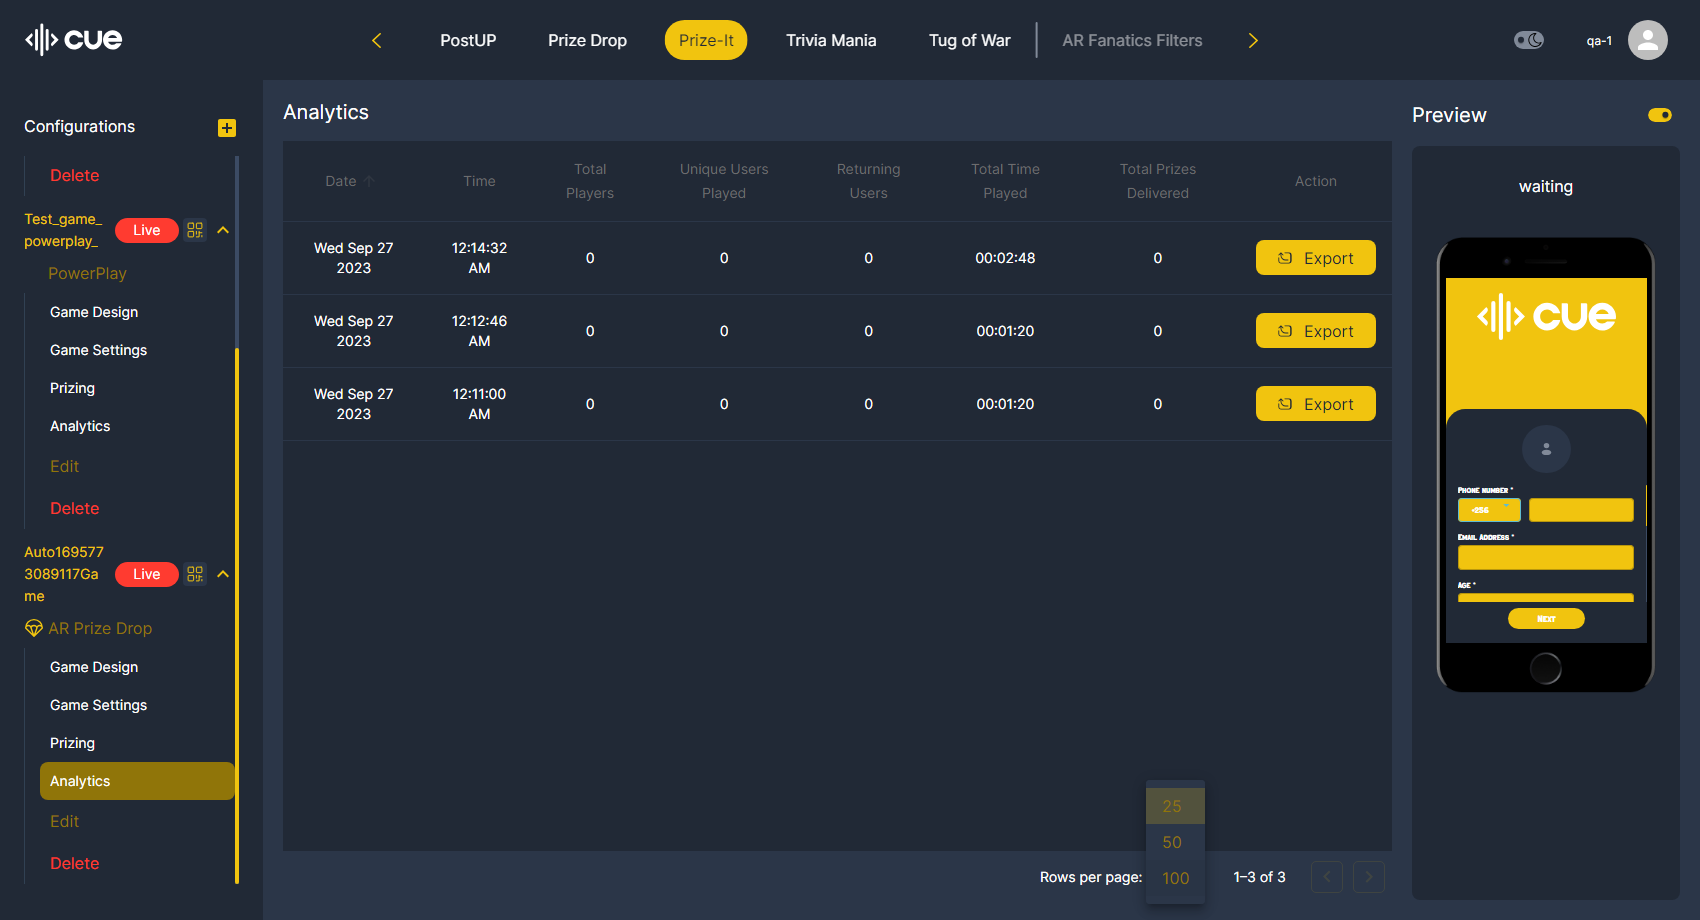 cue
PostUP
Prize Drop
Prize-It
Trivia Mania
Tug of War
AR Fanatics Filters
qa-1
Configurations
Delete
Test_game_
powerplay_
Live
PowerPlay
Game Design
Game Settings
Prizing
Analytics
Edit
Delete
Auto169577
3089117Ga
me
Live
AR Prize Drop
Game Design
Game Settings
Prizing
Analytics
Edit
Delete
Analytics
Date
Time
Total
Players
Unique Users
Played
Returning
Users
Total Time
Played
Total Prizes
Delivered
Action
Wed Sep 27
2023
12:14:32
AM
0
0
0
00:02:48
0
Export
Wed Sep 27
2023
12:12:46
AM
0
0
0
00:01:20
0
Export
Wed Sep 27
2023
12:11:00
AM
0
0
0
00:01:20
0
Export
25
50
100
Rows per page:
1–3 of 3
Preview
waiting
cue
Phone number *
+256
Email Address *
Age *
Next